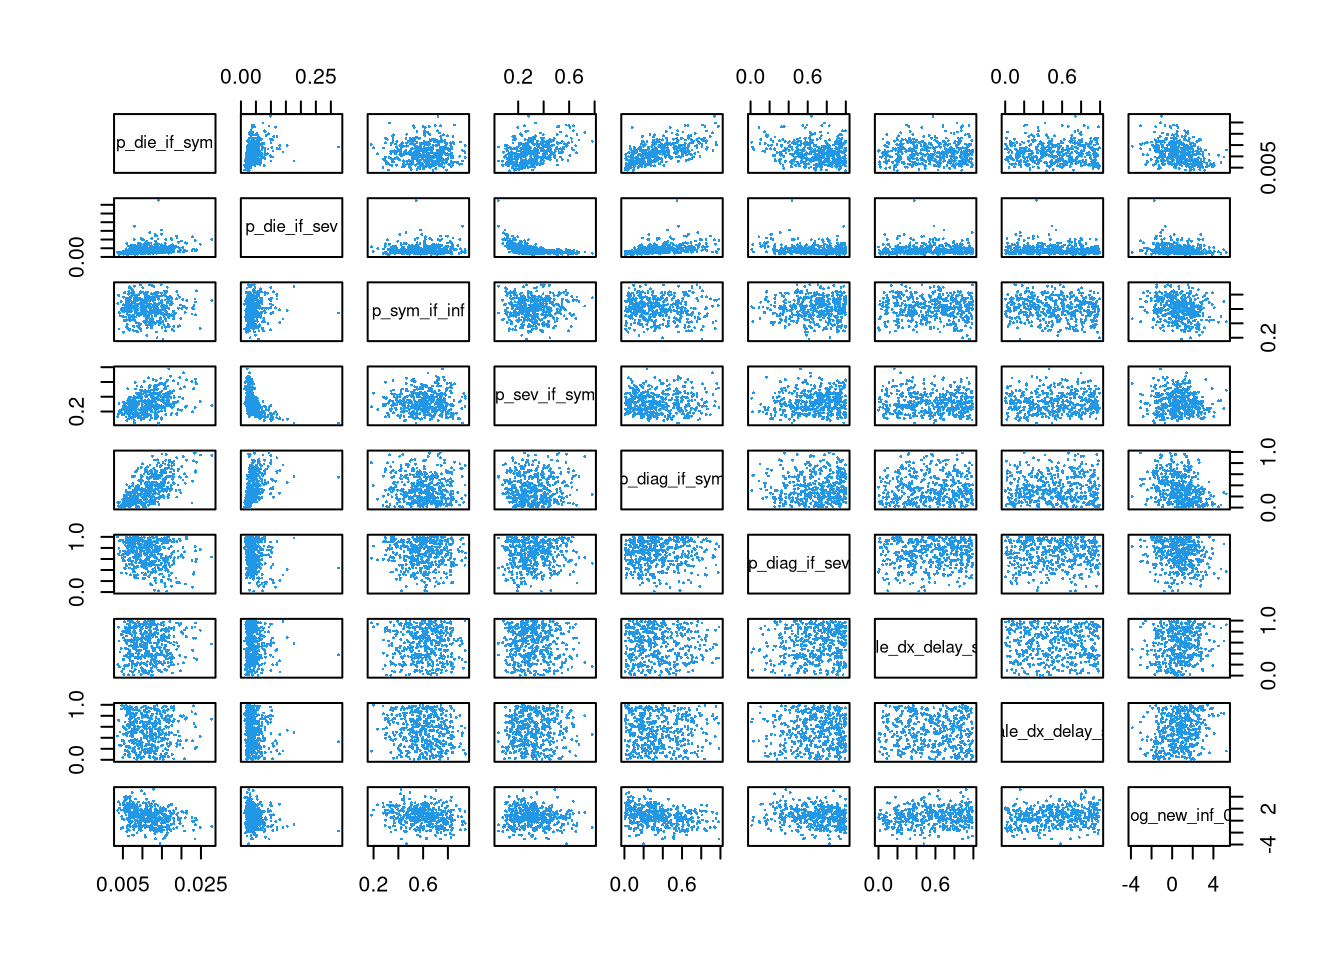 0.00 0.25 0.2 0.6 0.0 0.6 0.0 0.6
p_die_if_sym 0.005
0.00 p_die_if_sev
p_sym_if_inf 0.2
0.2 p_sev_if_sym
p_diag_if_sym 0.0 1.0
0.0 1.0 p_diag_if_sev
le_dx_delay_s 0.0 1.0
0.0 1.0 ale_dx_delay_
og_new_inf_0 -4 2
0.005 0.025 0.2 0.6 0.0 0.6 0.0 0.6 -4 0 4